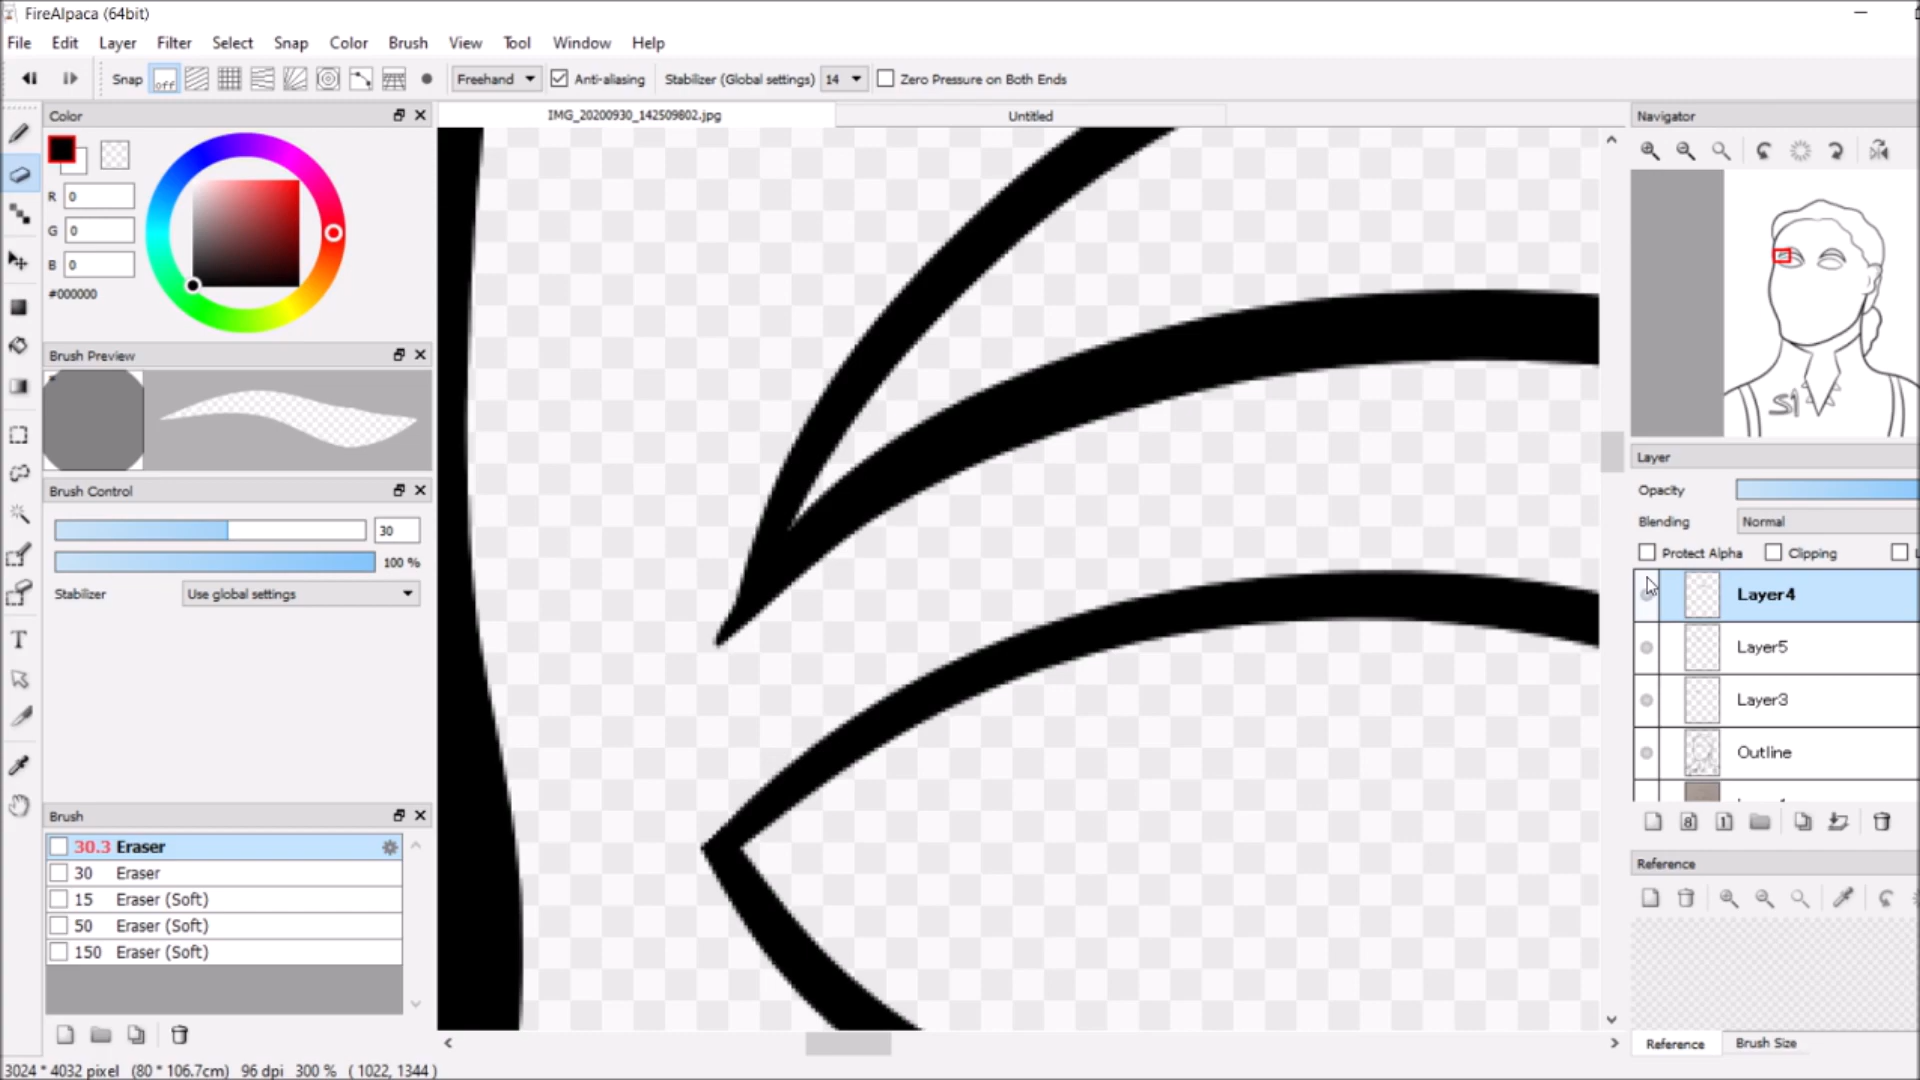 FireAlpaca (64bit)
File Edit Layer Filter Select Snap Color Brush View Tool Window Help
Snap off Freehand Anti-aliasing Stabilizer (Global settings) 14 Zero Pressure on Both Ends
Color
R 0
G 0
B 0
#000000
Brush Preview
Brush Control
30
100 %
Stabilizer Use global settings
Brush
30.3 Eraser
30 Eraser
15 Eraser (Soft)
50 Eraser (Soft)
150 Eraser (Soft)
3024 * 4032 pixel (80 * 106.7cm) 96 dpi 300 % ( 1022, 1344 )
IMG_20200930_142509802.jpg Untitled
Navigator
S1
Layer
Opacity
Blending Normal
Protect Alpha Clipping
Layer4
Layer5
Layer3
Outline
8 1
Reference
Reference Brush Size
T